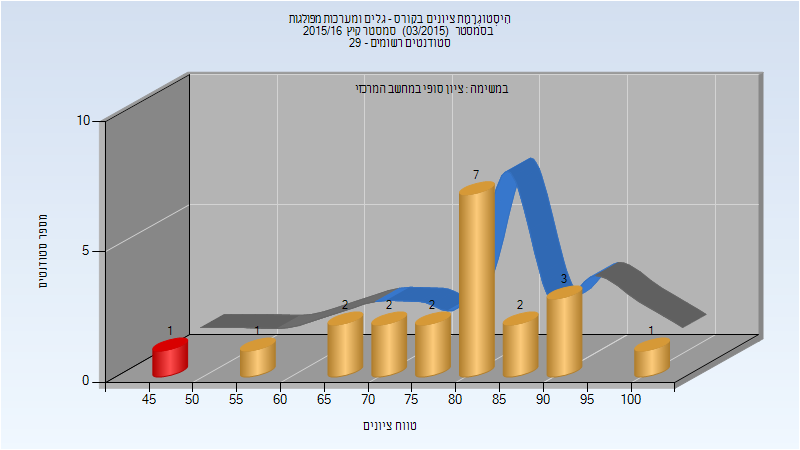 היסטוגרמת ציונים בקורס - גלים ומערכות מפולגות
בסמסטר (03/2015) סמסטר קיץ 2015/16
סטודנטים רשומים - 29
במשימה : ציון סופי במחשב המרכזי
10
5
0
מספר סטודנטים
1
1
2
2
2
7
2
3
1
45 50 55 60 65 70 75 80 85 90 95 100
טווח ציונים